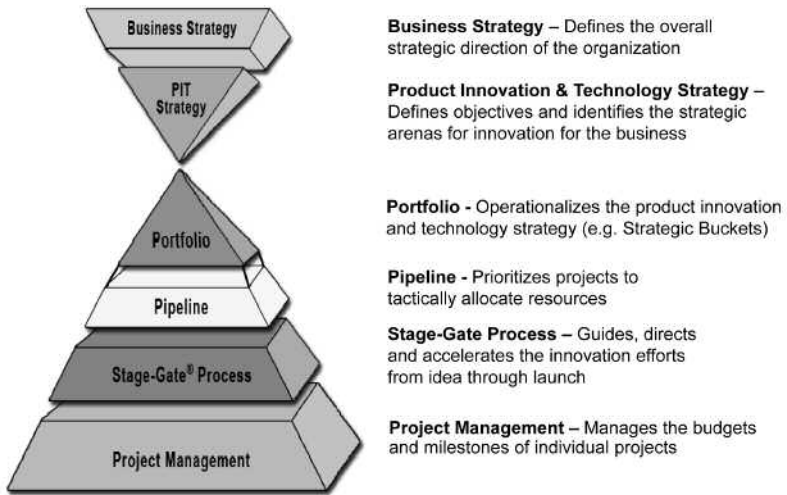 Business Strategy
Business Strategy – Defines the overall
strategic direction of the organization
PIT
Strategy
Product Innovation & Technology Strategy –
Defines objectives and identifies the strategic
arenas for innovation for the business
Portfolio
Portfolio - Operationalizes the product innovation
and technology strategy (e.g. Strategic Buckets)
Pipeline
Pipeline - Prioritizes projects to
tactically allocate resources
Stage-Gate® Process
Stage-Gate Process – Guides, directs
and accelerates the innovation efforts
from idea through launch
Project Management
Project Management – Manages the budgets
and milestones of individual projects